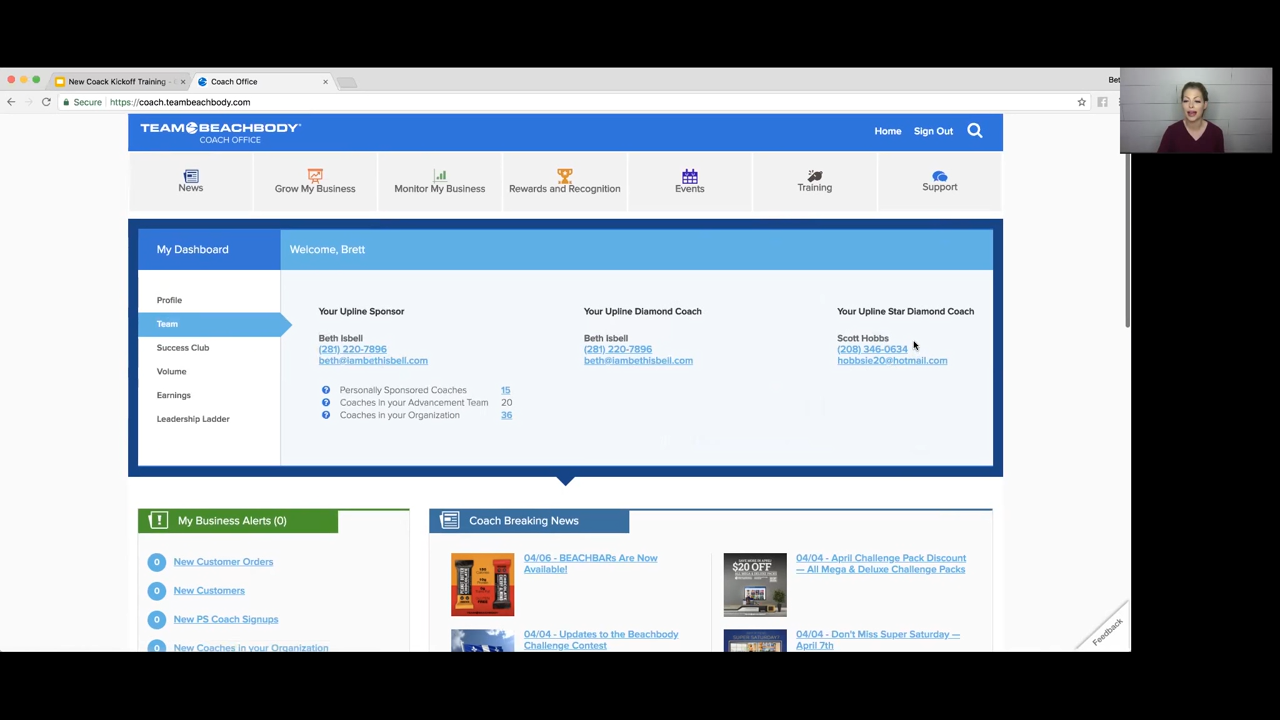 New Coack Kickoff Training -
Coach Office
Bet
Secure
https://coach.teambeachbody.com
TEAM BEACHBODY
COACH OFFICE
Home
Sign Out
News
Grow My Business
Monitor My Business
Rewards and Recognition
Events
Training
Support
My Dashboard
Welcome, Brett
Profile
Team
Success Club
Volume
Earnings
Leadership Ladder
Your Upline Sponsor
Beth Isbell
(281) 220-7896
beth@iambethisbell.com
Your Upline Diamond Coach
Beth Isbell
(281) 220-7896
beth@iambethisbell.com
Your Upline Star Diamond Coach
Scott Hobbs
(208) 346-0634
hobbsie20@hotmail.com
? Personally Sponsored Coaches 15
? Coaches in your Advancement Team 20
? Coaches in your Organization 36
My Business Alerts (0)
0 New Customer Orders
0 New Customers
0 New PS Coach Signups
0 New Coaches in your Organization
Coach Breaking News
04/06 - BEACHBARs Are Now
Available!
$20 OFF
04/04 - April Challenge Pack Discount
— All Mega & Deluxe Challenge Packs
04/04 - Updates to the Beachbody
Challenge Contest
SUPER SATURDAY
04/04 - Don't Miss Super Saturday —
April 7th
Feedback